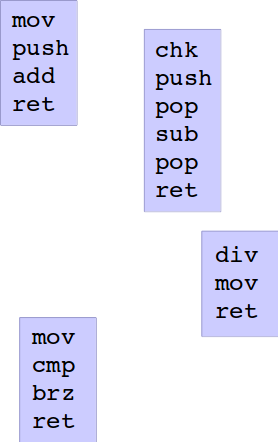 mov
push
add
ret
chk
push
pop
sub
pop
ret
div
mov
ret
mov
cmp
brz
ret